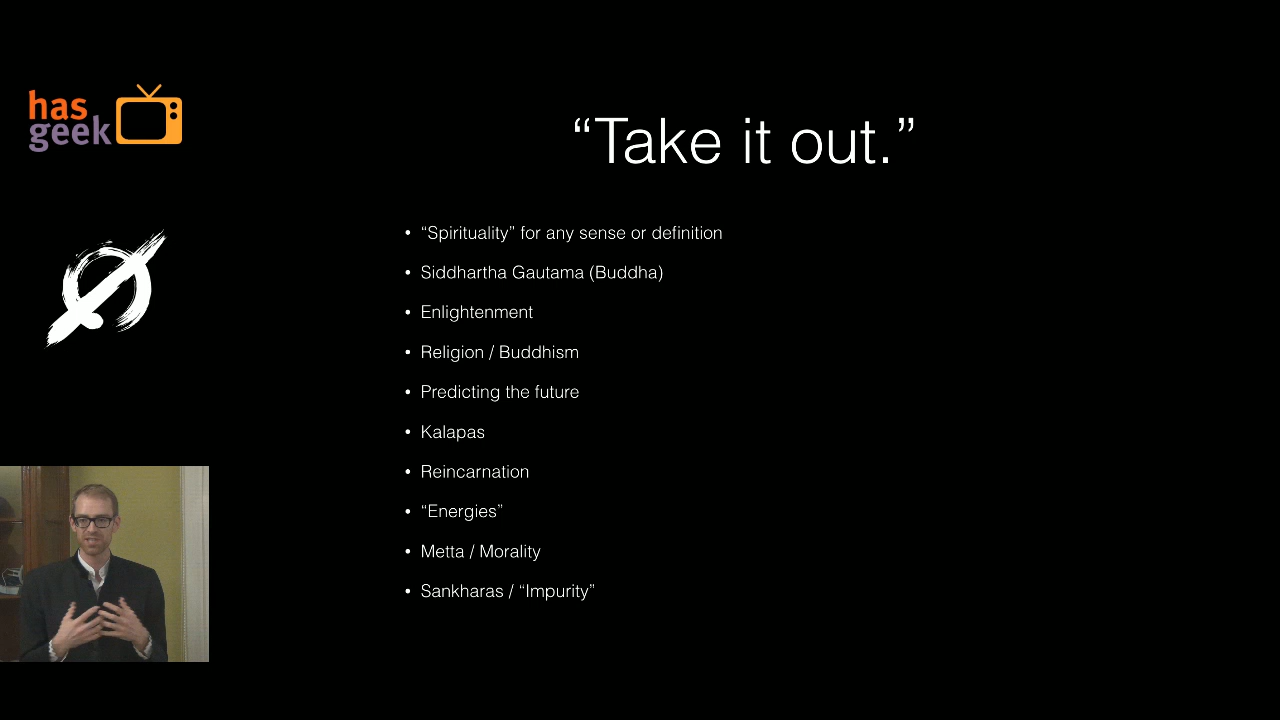 has
geek
“Take it out.”
• “Spirituality” for any sense or definition
• Siddhartha Gautama (Buddha)
• Enlightenment
• Religion / Buddhism
• Predicting the future
• Kalapas
• Reincarnation
• “Energies”
• Metta / Morality
• Sankharas / “Impurity”